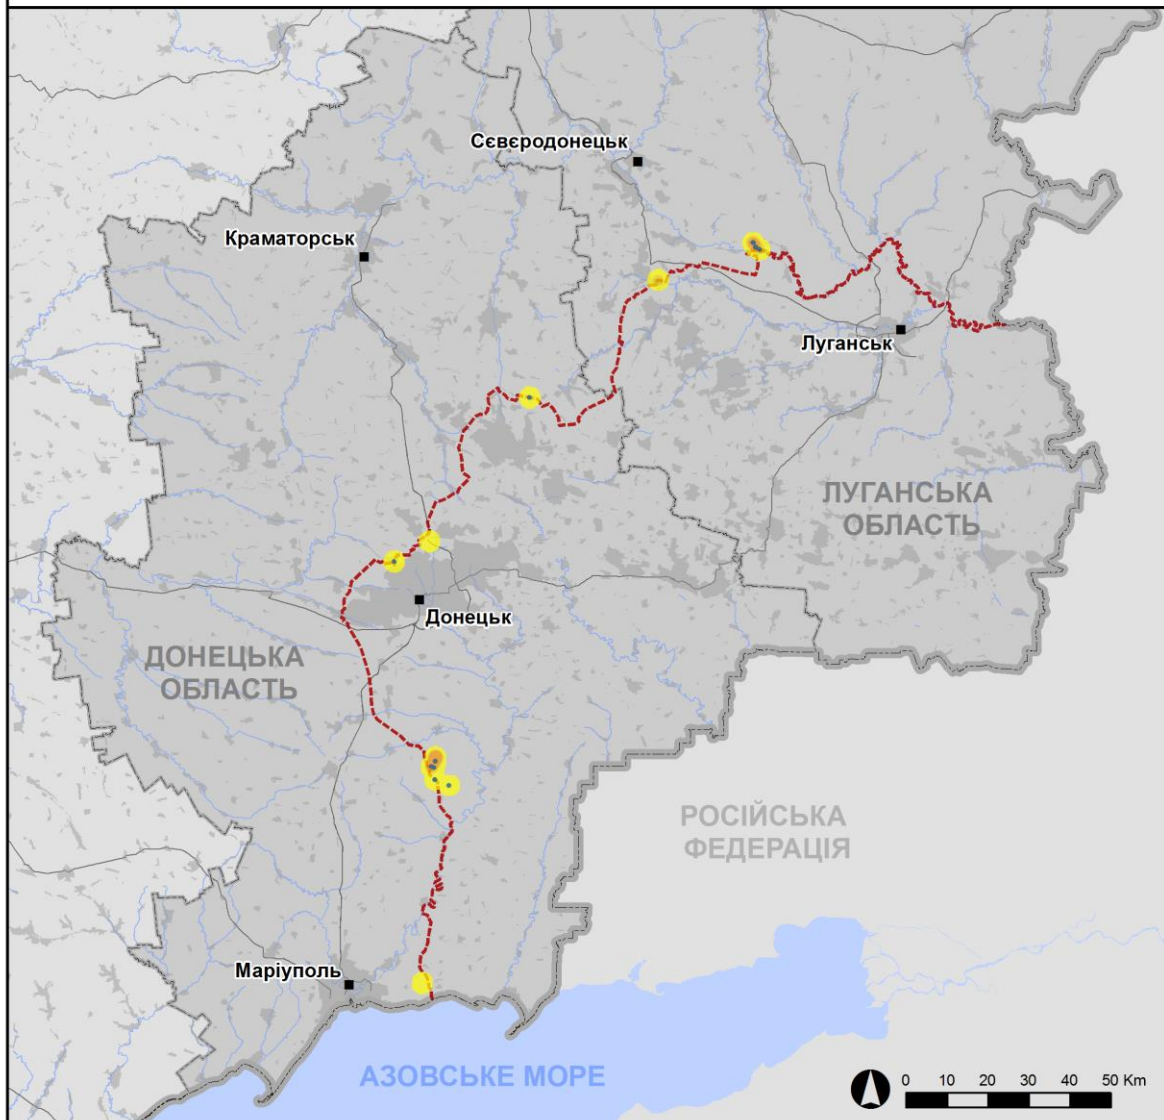 Сєвєродонецьк
Краматорськ
Луганськ
ЛУГАНСЬКА
ОБЛАСТЬ
Донецьк
ДОНЕЦЬКА
ОБЛАСТЬ
РОСІЙСЬКА
ФЕДЕРАЦІЯ
Маріуполь
АЗОВСЬКЕ МОРЕ
0 10 20 30 40 50 Km